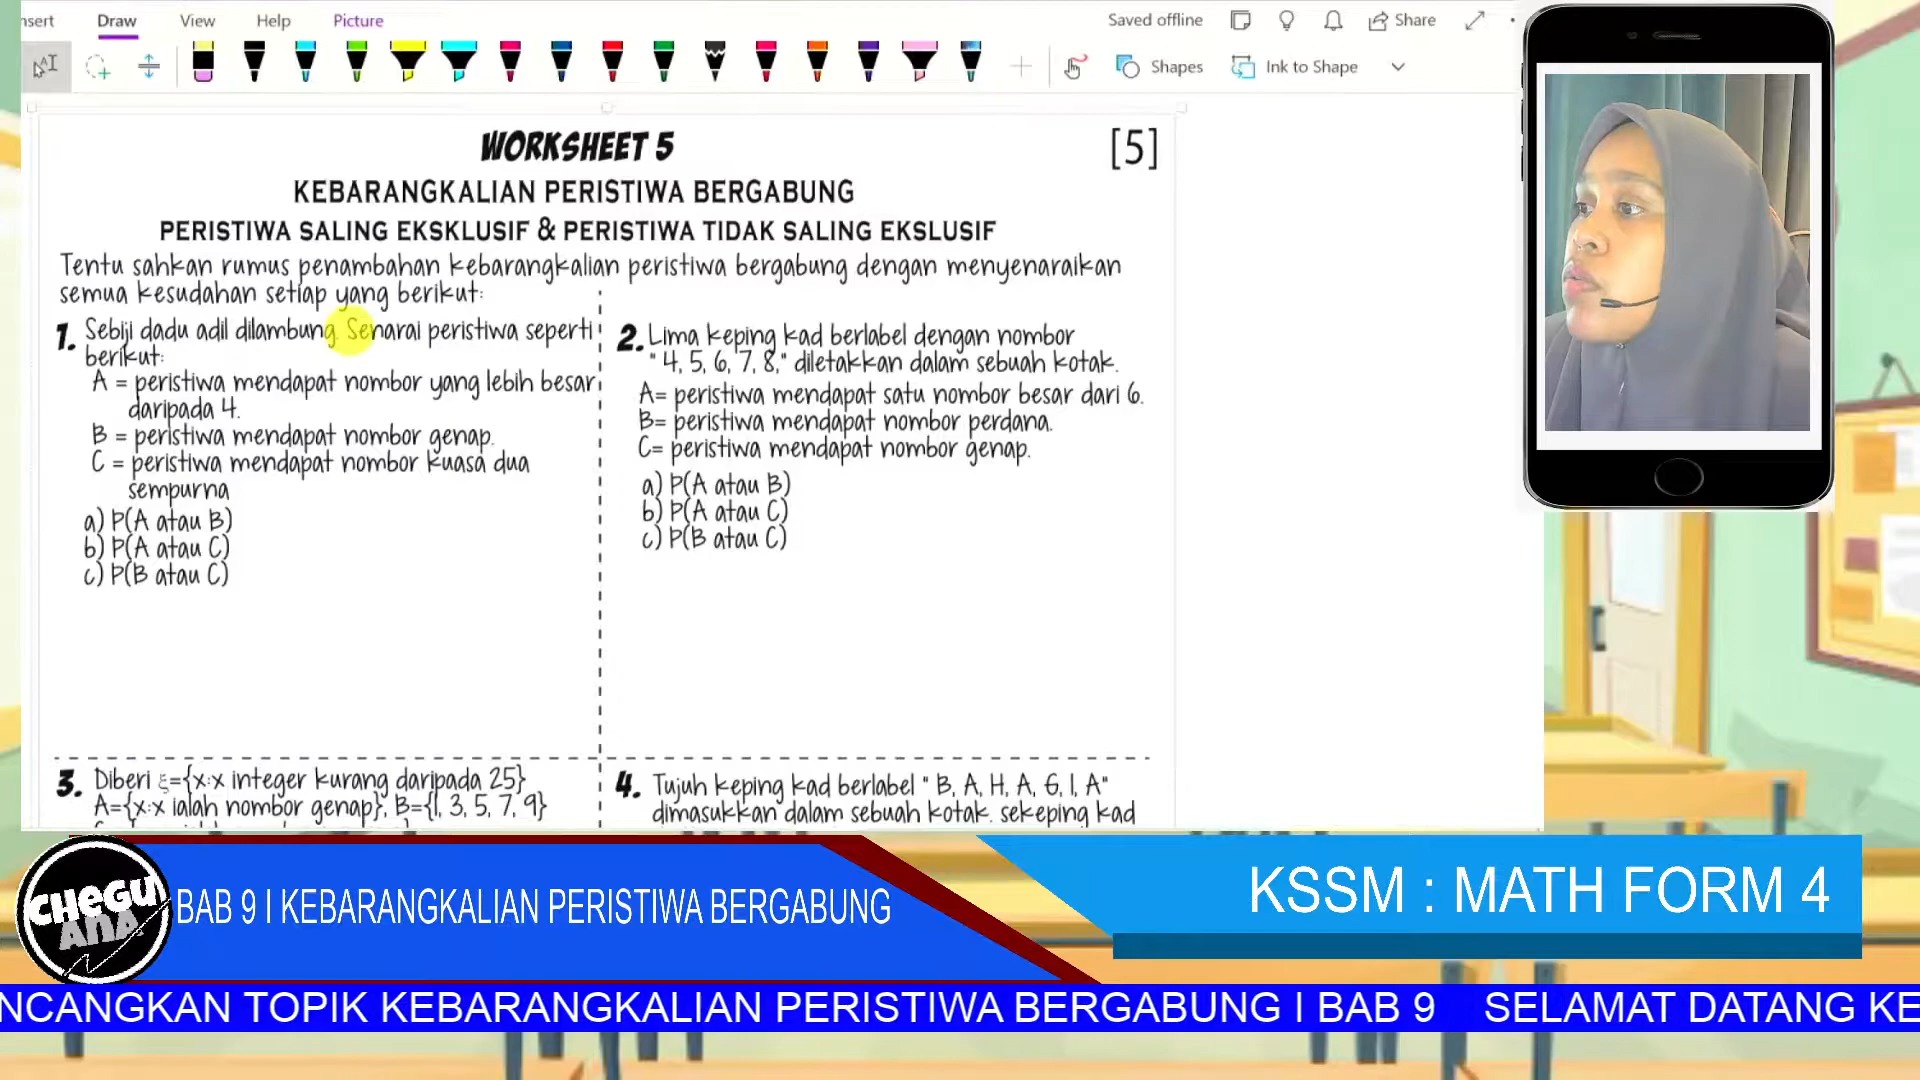 nsert Draw View Help Picture Saved offline Share
Shapes Ink to Shape
WORKSHEET 5 [5]
KEBARANGKALIAN PERISTIWA BERGABUNG
PERISTIWA SALING EKSKLUSIF & PERISTIWA TIDAK SALING EKSLUSIF
Tentu sahkan rumus penambahan kebarangkalian peristiwa bergabung dengan menyenaraikan
semua kesudahan setiap yang berikut:
1. Sebiji dadu adil dilambung. Senarai peristiwa seperti
berikut:
A = peristiwa mendapat nombor yang lebih besar
daripada 4.
B = peristiwa mendapat nombor genap.
C = peristiwa mendapat nombor kuasa dua
sempurna
a) P(A atau B)
b) P(A atau C)
c) P(B atau C)
2. Lima keping kad berlabel dengan nombor
" 4, 5, 6, 7, 8," diletakkan dalam sebuah kotak.
A= peristiwa mendapat satu nombor besar dari 6.
B= peristiwa mendapat nombor perdana.
C= peristiwa mendapat nombor genap.
a) P(A atau B)
b) P(A atau C)
c) P(B atau C)
3. Diberi ξ={x:x integer kurang daripada 25}
A={x:x ialah nombor genap}, B={1, 3, 5, 7, 9}
4. Tujuh keping kad berlabel " B, A, H, A, G, I, A"
dimasukkan dalam sebuah kotak. sekeping kad
CHEGU
ANA
BAB 9 I KEBARANGKALIAN PERISTIWA BERGABUNG
KSSM : MATH FORM 4
NCANGKAN TOPIK KEBARANGKALIAN PERISTIWA BERGABUNG I BAB 9 SELAMAT DATANG KE